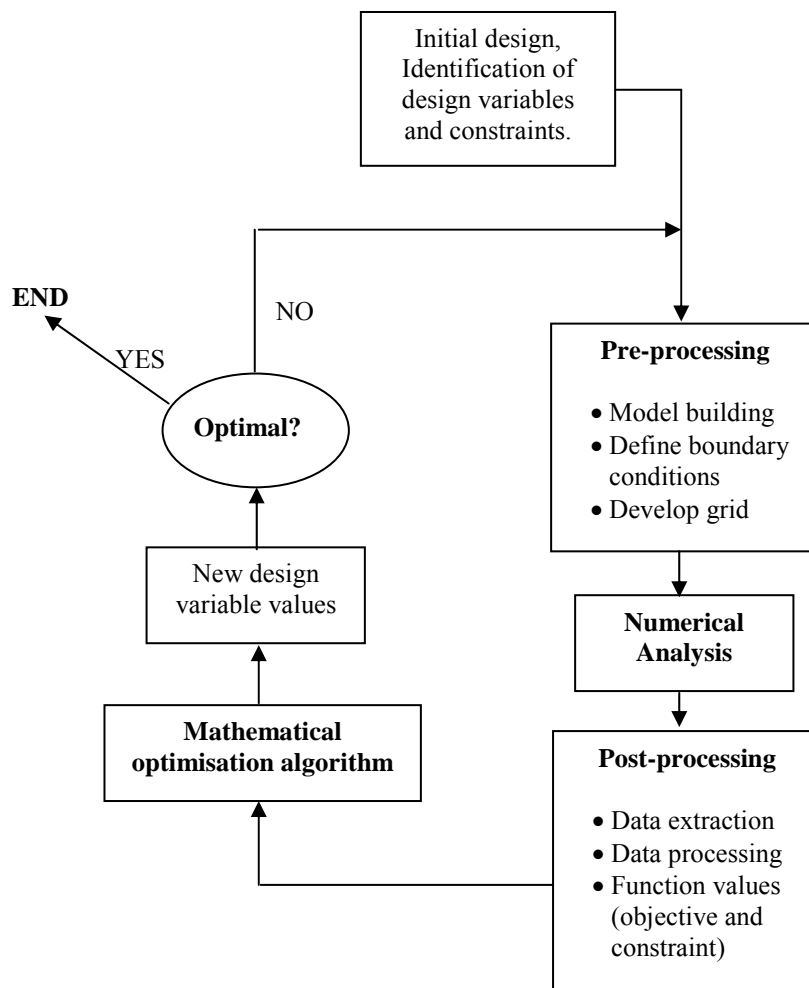 Initial design,
Identification of
design variables
and constraints.
END
NO
YES
Pre-processing
• Model building
• Define boundary
conditions
• Develop grid
Optimal?
New design
variable values
Numerical
Analysis
Mathematical
optimisation algorithm
Post-processing
• Data extraction
• Data processing
• Function values
(objective and
constraint)